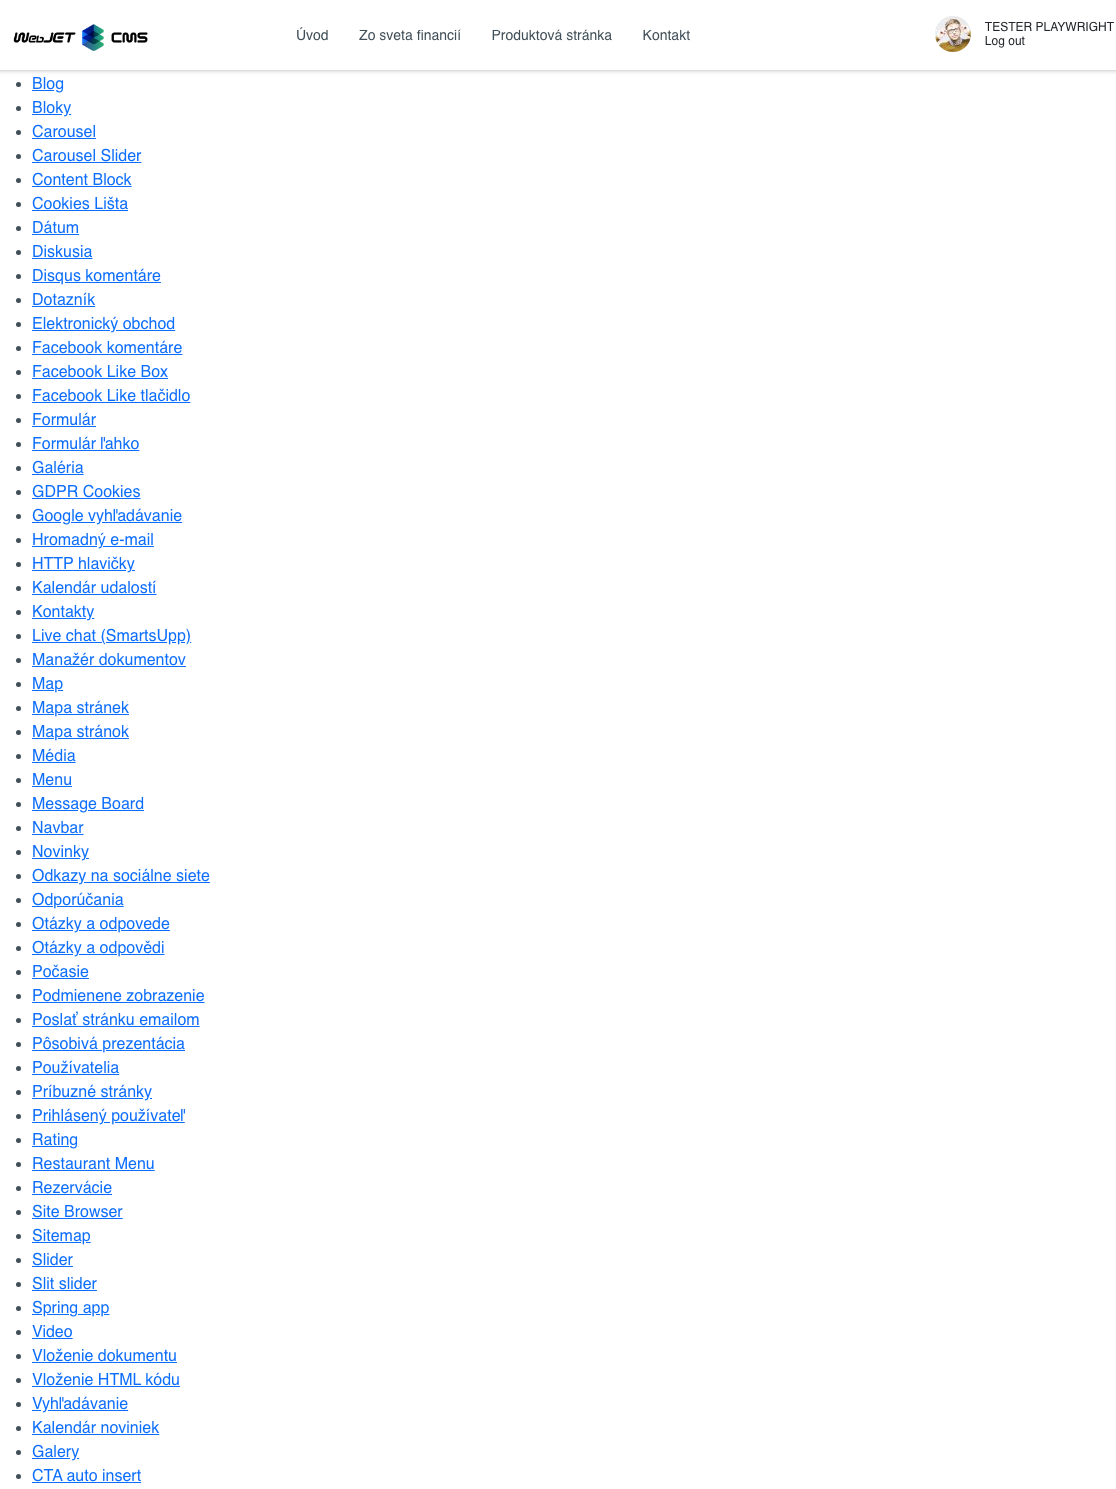 WebJET CMS
Úvod
Zo sveta financií
Produktová stránka
Kontakt
TESTER PLAYWRIGHT
Log out
Blog
Bloky
Carousel
Carousel Slider
Content Block
Cookies Lišta
Dátum
Diskusia
Disqus komentáre
Dotazník
Elektronický obchod
Facebook komentáre
Facebook Like Box
Facebook Like tlačidlo
Formulár
Formulár ľahko
Galéria
GDPR Cookies
Google vyhľadávanie
Hromadný e-mail
HTTP hlavičky
Kalendár udalostí
Kontakty
Live chat (SmartsUpp)
Manažér dokumentov
Map
Mapa stránek
Mapa stránok
Média
Menu
Message Board
Navbar
Novinky
Odkazy na sociálne siete
Odporúčania
Otázky a odpovede
Otázky a odpovědi
Počasie
Podmienene zobrazenie
Poslať stránku emailom
Pôsobivá prezentácia
Používatelia
Príbuzné stránky
Prihlásený používateľ
Rating
Restaurant Menu
Rezervácie
Site Browser
Sitemap
Slider
Slit slider
Spring app
Video
Vloženie dokumentu
Vloženie HTML kódu
Vyhľadávanie
Kalendár noviniek
Galery
CTA auto insert